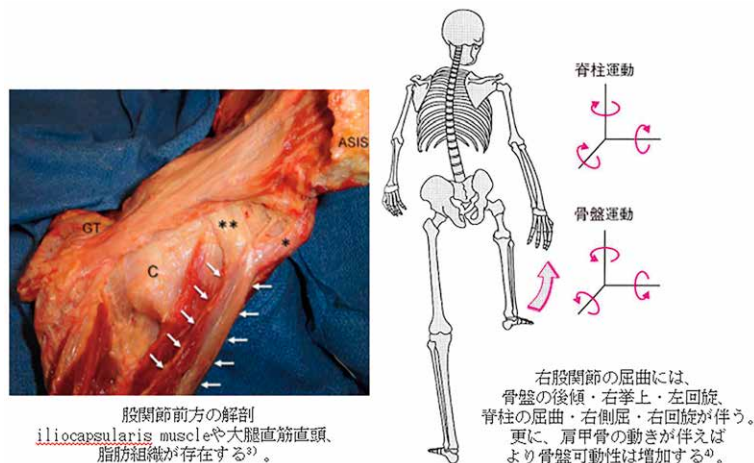 ASIS
GT
**
*
C
股関節前方の解剖
iliocapsularis muscleや大腿直筋直頭、
脂肪組織が存在する³⁾。
脊柱運動
骨盤運動
右股関節の屈曲には、
骨盤の後傾・右挙上・左回旋、
脊柱の屈曲・右側屈・右回旋が伴う。
更に、肩甲骨の動きが伴えば
より骨盤可動性は増加する⁴⁾。